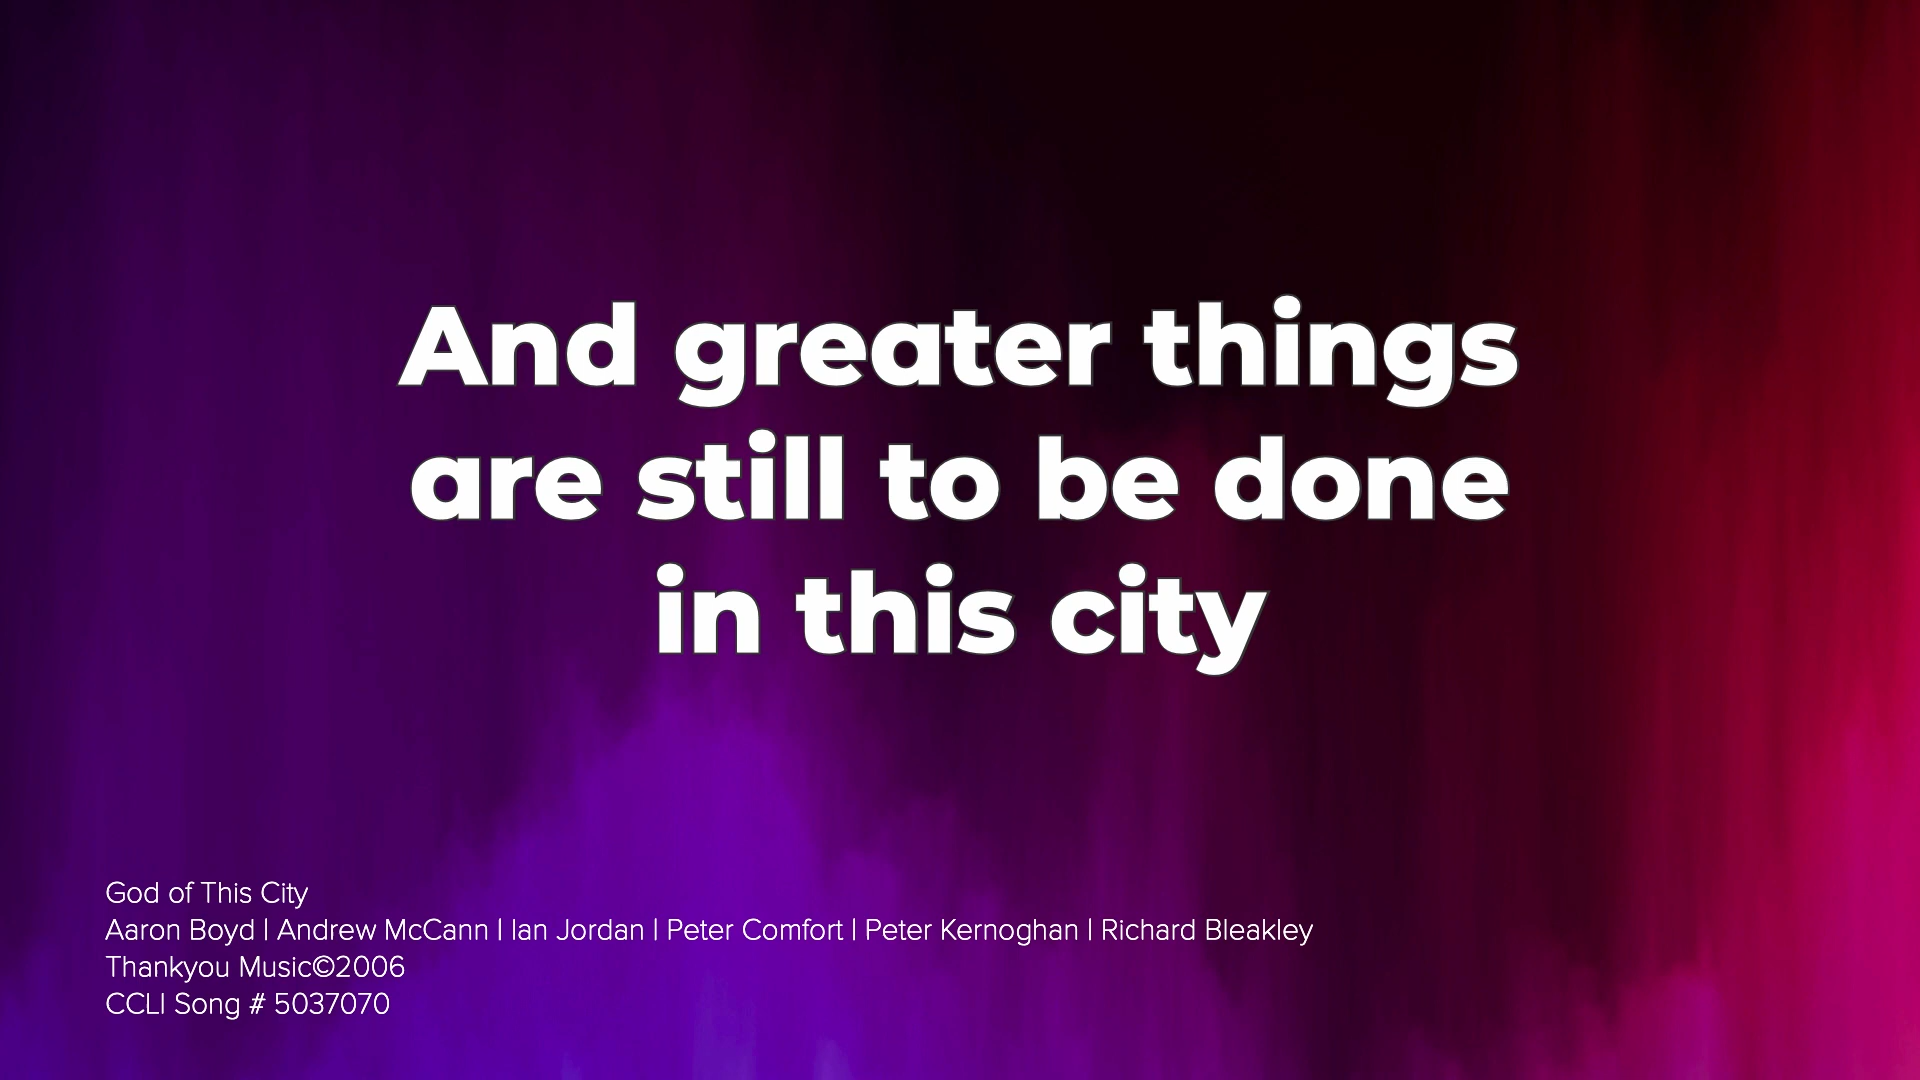 And greater things
are still to be done
in this city
God of This City
Aaron Boyd | Andrew McCann | Ian Jordan | Peter Comfort | Peter Kernoghan | Richard Bleakley
Thankyou Music©2006
CCLI Song # 5037070